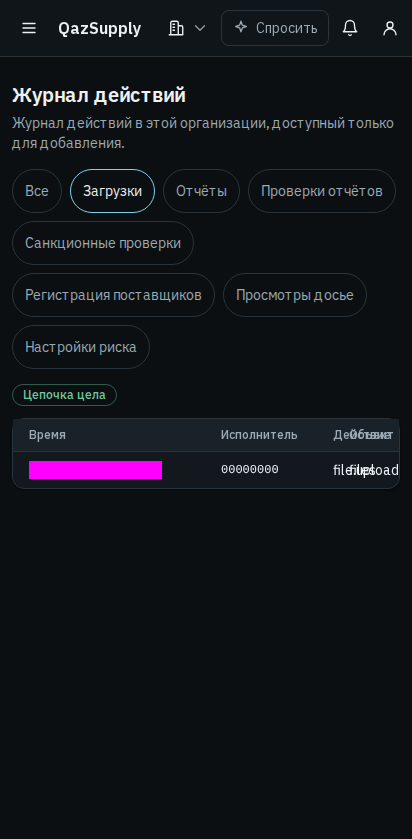 QazSupply
Спросить
Журнал действий
Журнал действий в этой организации, доступный только
для добавления.
Все
Загрузки
Отчёты
Проверки отчётов
Санкционные проверки
Регистрация поставщиков
Просмотры досье
Настройки риска
Цепочка цела
Время
Исполнитель
00000000